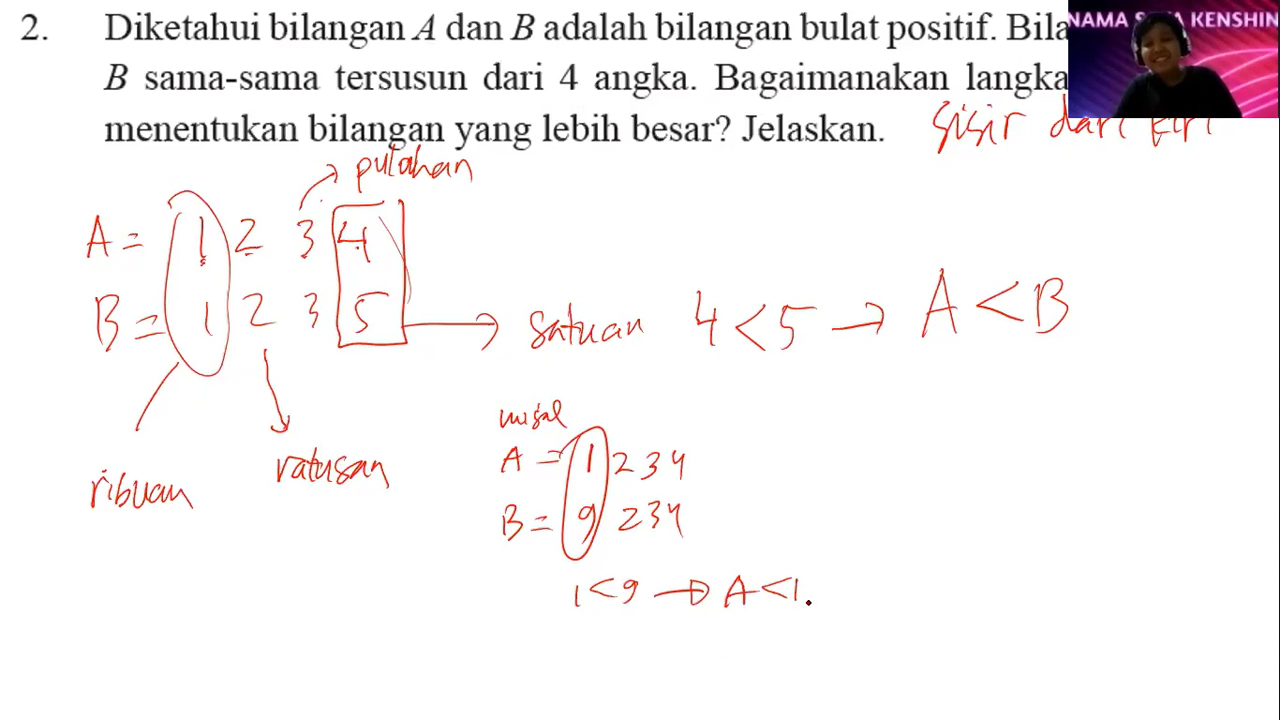 2. Diketahui bilangan A dan B adalah bilangan bulat positif. Bila
B sama-sama tersusun dari 4 angka. Bagaimanakan langka
menentukan bilangan yang lebih besar? Jelaskan.
NAMA KENSHIN
sisir dari kiri
pulahan
A = 1 2 3 4
B = 1 2 3 5
satuan 4 < 5 → A < B
ribuan
ratusan
misal
A = 1 2 3 4
B = 9 2 3 4
1 < 9 → A < 1